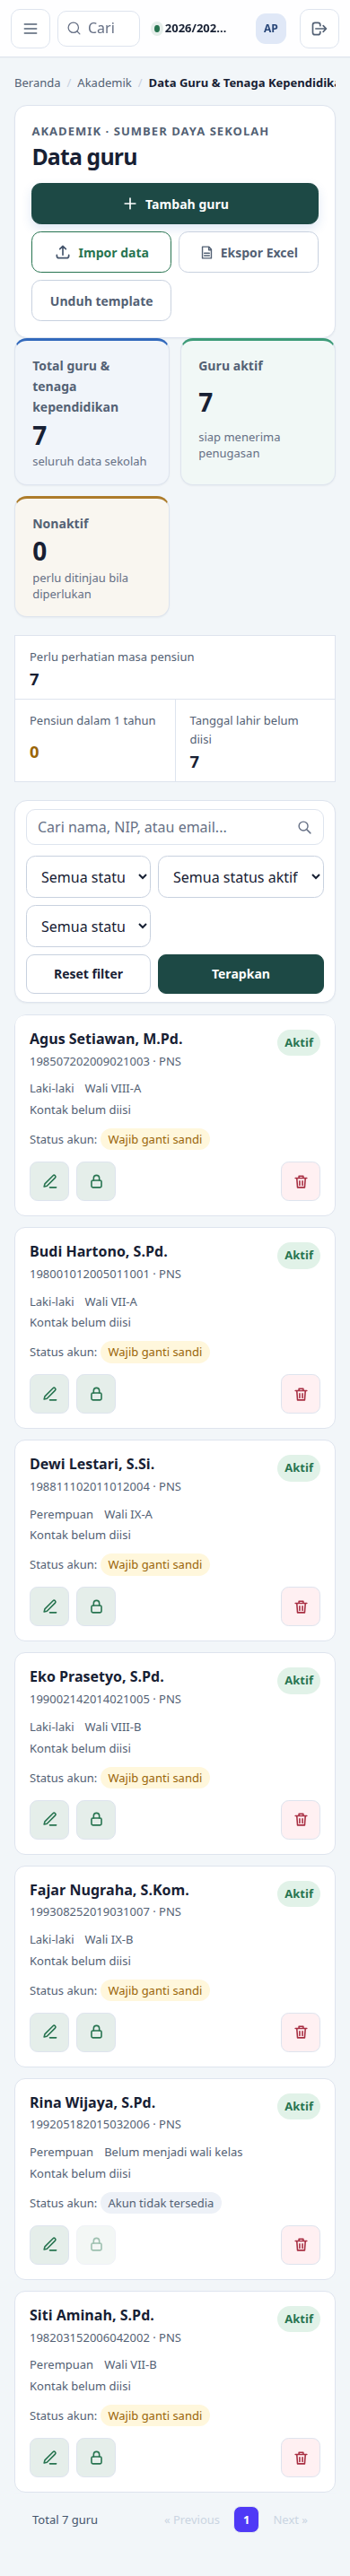 Cari
2026/202...
AP
Beranda / Akademik / Data Guru & Tenaga Kependidik
AKADEMIK · SUMBER DAYA SEKOLAH
Data guru
Tambah guru
Impor data
Ekspor Excel
Unduh template
Total guru &
tenaga
kependidikan
7
seluruh data sekolah
Guru aktif
7
siap menerima
penugasan
Nonaktif
0
perlu ditinjau bila
diperlukan
Perlu perhatian masa pensiun
7
Pensiun dalam 1 tahun
0
Tanggal lahir belum
diisi
7
Cari nama, NIP, atau email...
Semua statu
Semua status aktif
Semua statu
Reset filter
Terapkan
Agus Setiawan, M.Pd.
Aktif
198507202009021003 · PNS
Laki-laki Wali VIII-A
Kontak belum diisi
Status akun: Wajib ganti sandi
Budi Hartono, S.Pd.
Aktif
198001012005011001 · PNS
Laki-laki Wali VII-A
Kontak belum diisi
Status akun: Wajib ganti sandi
Dewi Lestari, S.Si.
Aktif
198811102011012004 · PNS
Perempuan Wali IX-A
Kontak belum diisi
Status akun: Wajib ganti sandi
Eko Prasetyo, S.Pd.
Aktif
199002142014021005 · PNS
Laki-laki Wali VIII-B
Kontak belum diisi
Status akun: Wajib ganti sandi
Fajar Nugraha, S.Kom.
Aktif
199308252019031007 · PNS
Laki-laki Wali IX-B
Kontak belum diisi
Status akun: Wajib ganti sandi
Rina Wijaya, S.Pd.
Aktif
199205182015032006 · PNS
Perempuan Belum menjadi wali kelas
Kontak belum diisi
Status akun: Akun tidak tersedia
Siti Aminah, S.Pd.
Aktif
198203152006042002 · PNS
Perempuan Wali VII-B
Kontak belum diisi
Status akun: Wajib ganti sandi
Total 7 guru
« Previous 1 Next »